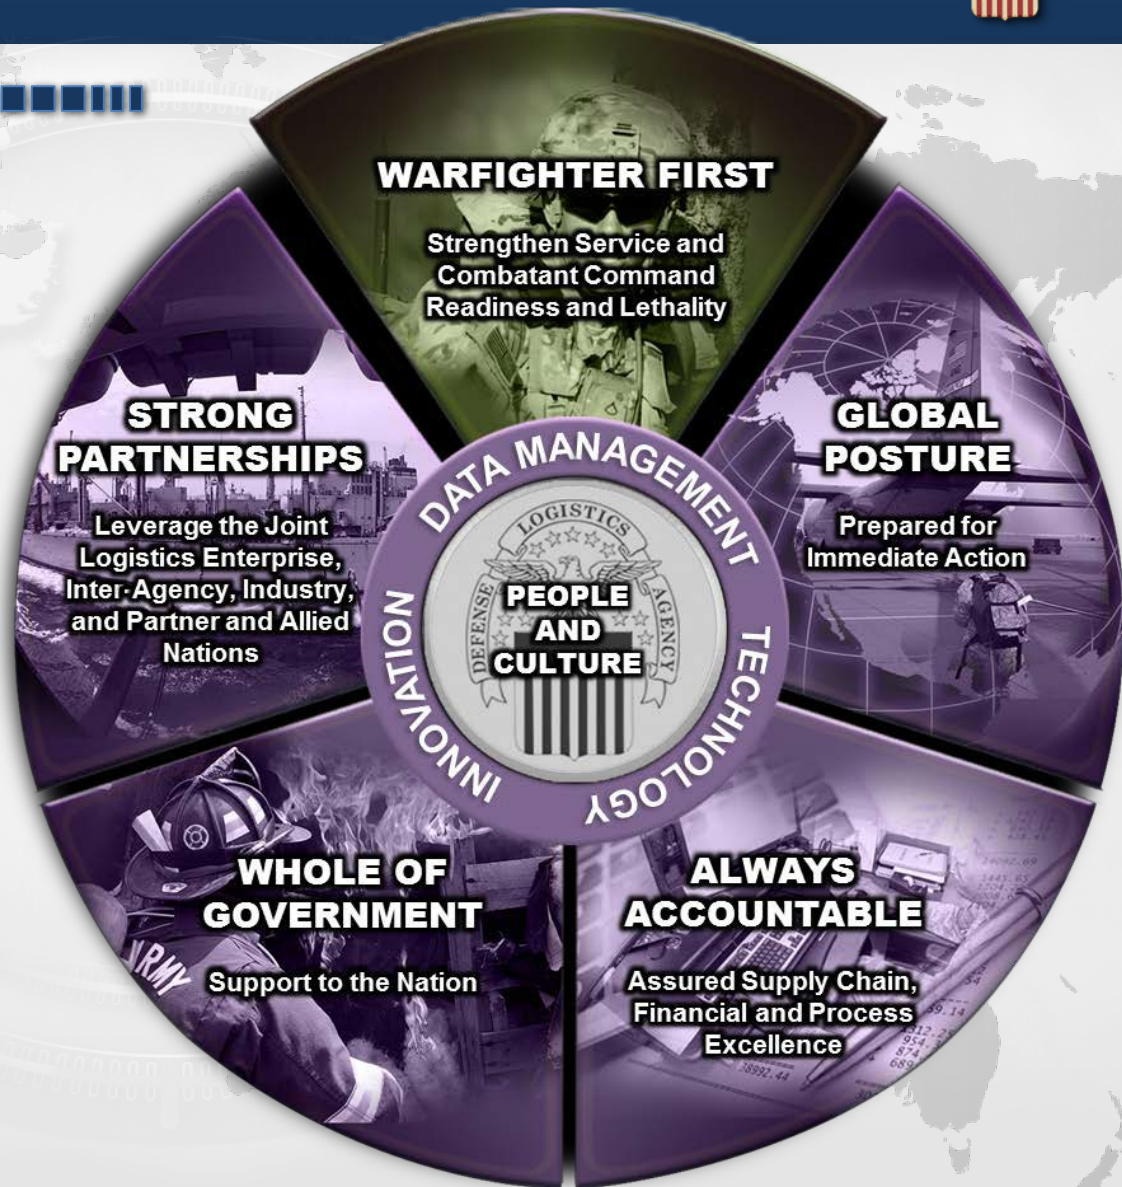 WARFIGHTER FIRST
Strengthen Service and
Combatant Command
Readiness and Lethality
STRONG
PARTNERSHIPS
Leverage the Joint
Logistics Enterprise,
Inter-Agency, Industry,
and Partner and Allied
Nations
GLOBAL
POSTURE
Prepared for
Immediate Action
DATA MANAGEMENT
TECHNOLOGY
INNOVATION
DEFENSE LOGISTICS AGENCY
PEOPLE
AND
CULTURE
WHOLE OF
GOVERNMENT
Support to the Nation
ARMY
ALWAYS
ACCOUNTABLE
Assured Supply Chain,
Financial and Process
Excellence
38992.44